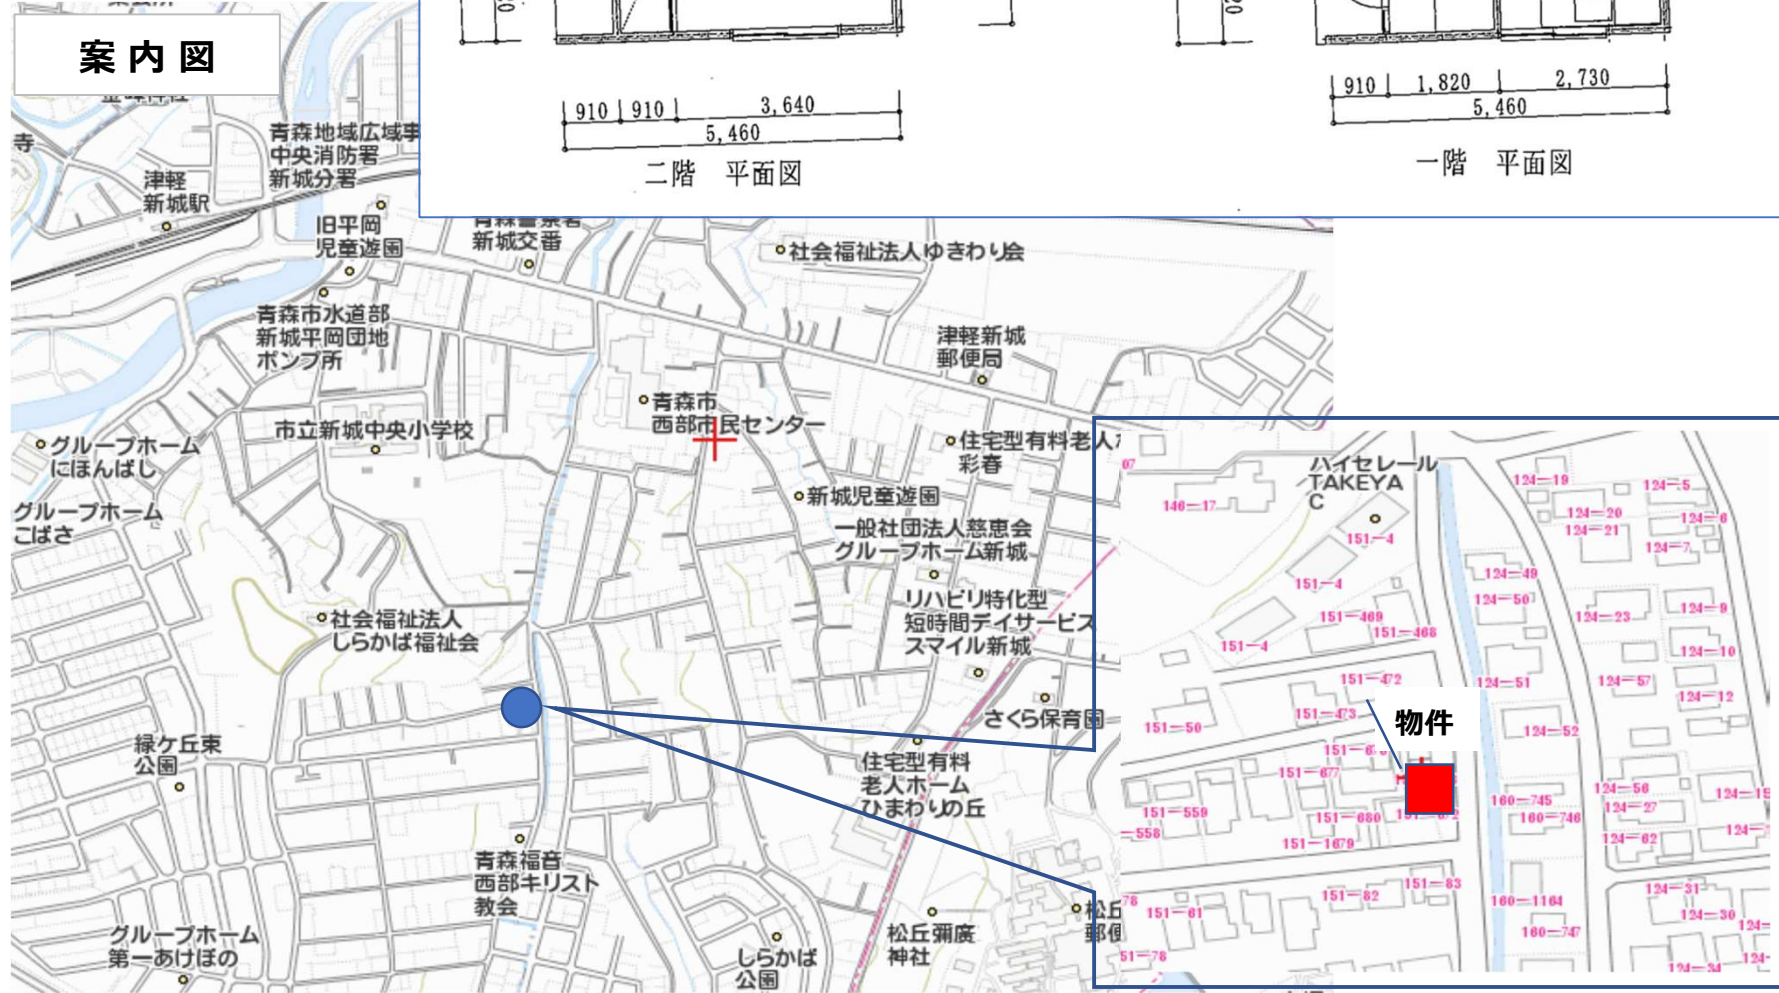 案内図
寺
青森地域広域事
中央消防署
新城分署
津軽
新城駅
旧平岡
児童遊園
新城交番
社会福祉法人ゆきわり会
青森市水道部
新城平岡団地
ポンプ所
津軽新城
郵便局
青森市
西部市民センター
市立新城中央小学校
グループホーム
にほんばし
グループホーム
こばさ
住宅型有料老人
彩春
新城児童遊園
一般社団法人慈恵会
グループホーム新城
リハビリ特化型
短時間デイサービス
スマイル新城
社会福祉法人
しらかば福祉会
さくら保育園
緑ケ丘東
公園
住宅型有料
老人ホーム
ひまわりの丘
青森福音
西部キリスト
教会
グループホーム
第一あけぼの
しらかば
公園
松丘彌廣
神社
松丘
郵便
910
910
3,640
5,460
二階 平面図
910
1,820
2,730
5,460
一階 平面図
ハイセレール
TAKEYA
C
07
146-17
151-4
151-4
151-4
151-469
151-468
151-472
151-473
151-50
物件
151-677
151-559
151-680
-558
151-1679
151-82
151-83
151-61
78
51-78
124-19
124-5
124-20
124-21
124-6
124-7
124-49
124-50
124-23
124-9
124-10
124-51
124-57
124-12
124-52
124-56
124-27
124-15
160-745
160-746
124-62
160-1164
124-31
124-30
160-747
124-34